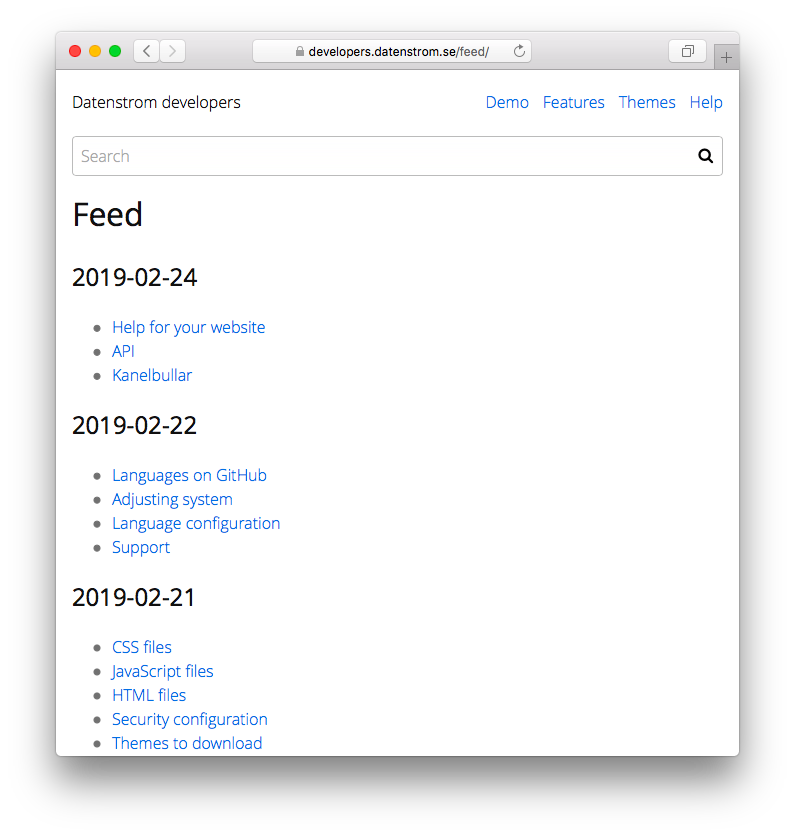 developers.datenstrom.se/feed/
Datenstrom developers
Demo Features Themes Help
Search
Feed
2019-02-24
Help for your website
API
Kanelbullar
2019-02-22
Languages on GitHub
Adjusting system
Language configuration
Support
2019-02-21
CSS files
JavaScript files
HTML files
Security configuration
Themes to download